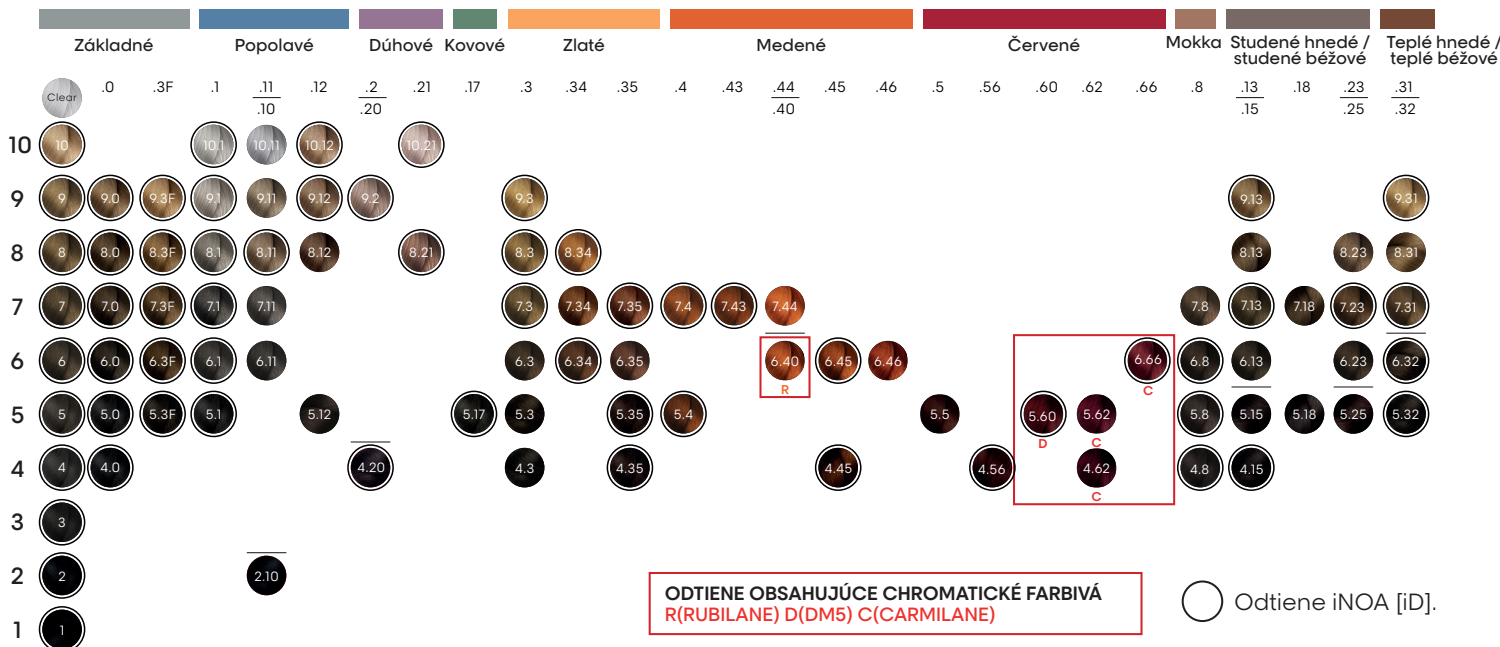 Základné Popolavé Dúhové Kovové Zlaté Medené Červené Mokka Studené hnedé / studené béžové Teplé hnedé / teplé béžové
Clear .0 .3F .1 .11 .10 .12 .2 .20 .21 .17 .3 .34 .35 .4 .43 .44 .40 .45 .46 .5 .56 .60 .62 .66 .8 .13 .15 .18 .23 .25 .31 .32
10 10 10.1 10.11 10.12 10.21
9 9 9.0 9.3F 9.1 9.11 9.12 9.2 9.3 9.13 9.31
8 8 8.0 8.3F 8.1 8.11 8.12 8.21 8.3 8.34 8.13 8.23 8.31
7 7 7.0 7.3F 7.1 7.11 7.3 7.34 7.35 7.4 7.43 7.44 7.8 7.13 7.18 7.23 7.31
6 6 6.0 6.3F 6.1 6.11 6.3 6.34 6.35 6.40 6.45 6.46 6.66 6.8 6.13 6.23 6.32
R C
5 5 5.0 5.3F 5.1 5.12 5.17 5.3 5.35 5.4 5.5 5.60 5.62 5.8 5.15 5.18 5.25 5.32
D C
4 4 4.0 4.20 4.3 4.35 4.45 4.56 4.62 4.8 4.15
C
3 3
2 2 2.10
1 1
ODTIENE OBSAHUJÚCE CHROMATICKÉ FARBIVÁ
R(RUBILANE) D(DM5) C(CARMILANE)
Odtiene iNOA [iD].